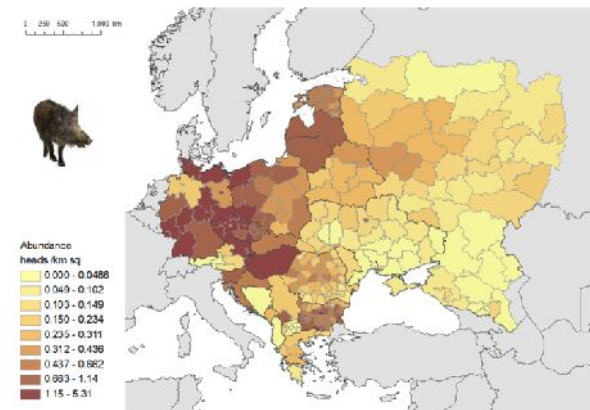 0 250 500 1,000 km
Abundance
heads /km sq
0.000 - 0.0486
0.049 - 0.102
0.103 - 0.149
0.150 - 0.234
0.235 - 0.311
0.312 - 0.436
0.437 - 0.662
0.663 - 1.14
1.15 - 5.31